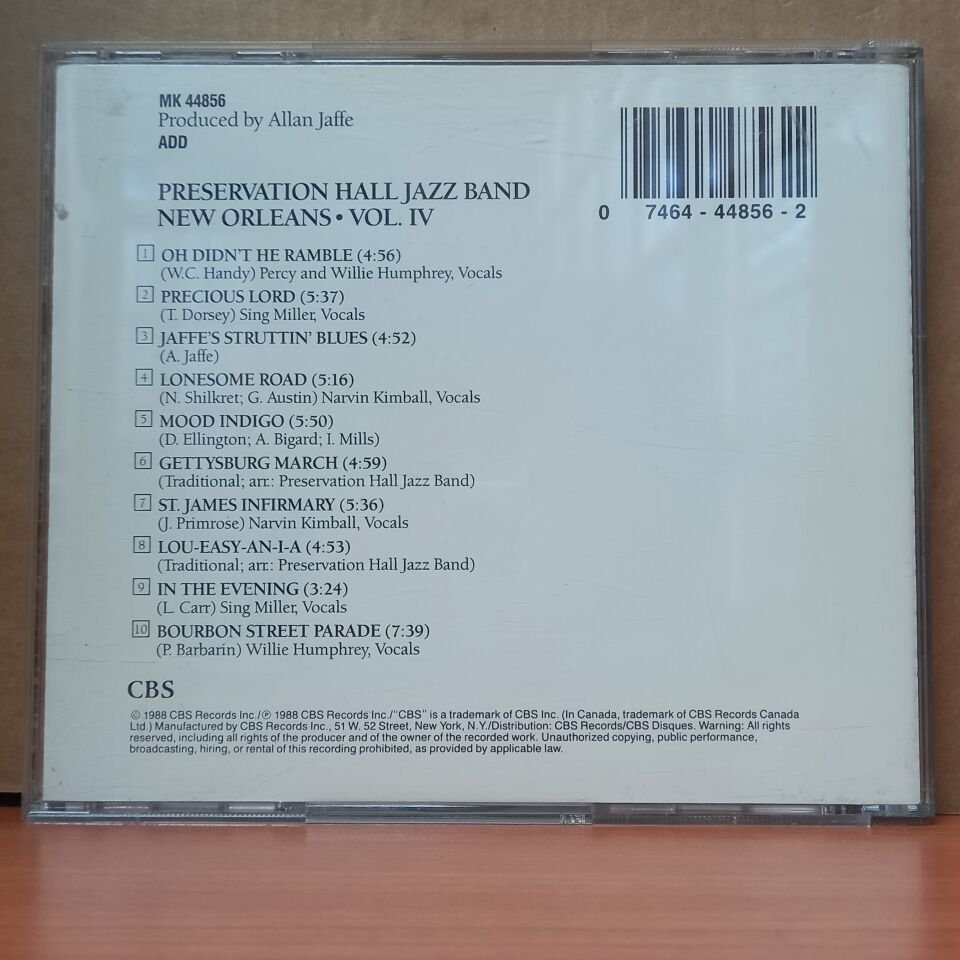 MK 44856
Produced by Allan Jaffe
ADD
0 7464 - 44856 - 2
PRESERVATION HALL JAZZ BAND
NEW ORLEANS • VOL. IV
1 OH DIDN'T HE RAMBLE (4:56)
(W.C. Handy) Percy and Willie Humphrey, Vocals
2 PRECIOUS LORD (5:37)
(T. Dorsey) Sing Miller, Vocals
3 JAFFE'S STRUTTIN' BLUES (4:52)
(A. Jaffe)
4 LONESOME ROAD (5:16)
(N. Shilkret; G. Austin) Narvin Kimball, Vocals
5 MOOD INDIGO (5:50)
(D. Ellington; A. Bigard; I. Mills)
6 GETTYSBURG MARCH (4:59)
(Traditional; arr.: Preservation Hall Jazz Band)
7 ST. JAMES INFIRMARY (5:36)
(J. Primrose) Narvin Kimball, Vocals
8 LOU-EASY-AN-I-A (4:53)
(Traditional; arr.: Preservation Hall Jazz Band)
9 IN THE EVENING (3:24)
(L. Carr) Sing Miller, Vocals
10 BOURBON STREET PARADE (7:39)
(P. Barbarin) Willie Humphrey, Vocals
CBS
© 1988 CBS Records Inc./℗ 1988 CBS Records Inc./"CBS" is a trademark of CBS Inc. (In Canada, trademark of CBS Records Canada
Ltd.) Manufactured by CBS Records Inc., 51 W. 52 Street, New York, N.Y./Distribution: CBS Records/CBS Disques. Warning: All rights
reserved, including all rights of the producer and of the owner of the recorded work. Unauthorized copying, public performance,
broadcasting, hiring, or rental of this recording prohibited, as provided by applicable law.